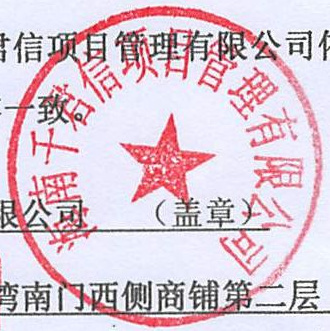 君信项目管理有限公司
一致。
海南千君信项目管理有限公司
限公司 （盖章）
湾南门西侧商铺第二层